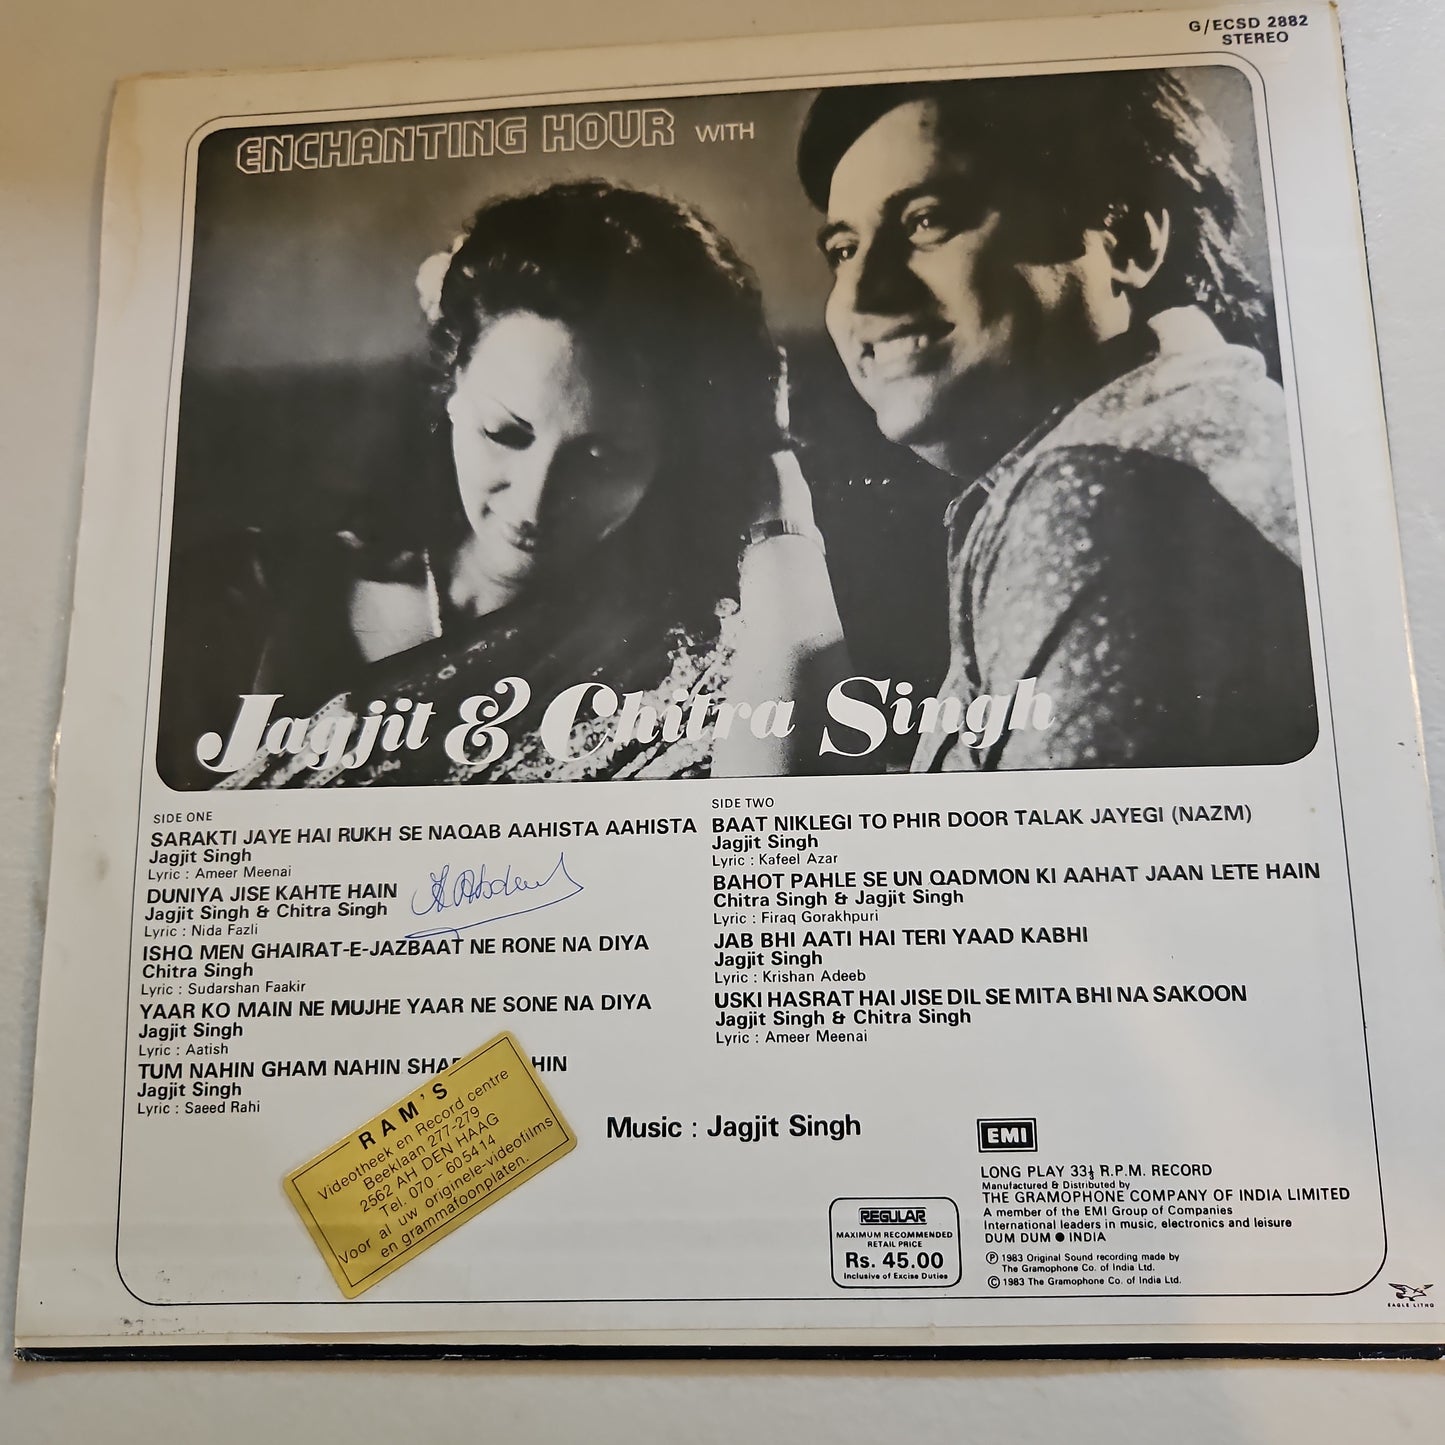 G/ECSD 2882
STEREO
ENCHANTING HOUR WITH
Jagjit & Chitra Singh
SIDE ONE
SARAKTI JAYE HAI RUKH SE NAQAB AAHISTA AAHISTA
Jagjit Singh
Lyric : Ameer Meenai
DUNIYA JISE KAHTE HAIN
Jagjit Singh & Chitra Singh
Lyric : Nida Fazli
ISHQ MEN GHAIRAT-E-JAZBAAT NE RONE NA DIYA
Chitra Singh
Lyric : Sudarshan Faakir
YAAR KO MAIN NE MUJHE YAAR NE SONE NA DIYA
Jagjit Singh
Lyric : Aatish
TUM NAHIN GHAM NAHIN HIN
Jagjit Singh
Lyric : Saeed Rahi
SIDE TWO
BAAT NIKLEGI TO PHIR DOOR TALAK JAYEGI (NAZM)
Jagjit Singh
Lyric : Kafeel Azar
BAHOT PAHLE SE UN QADMON KI AAHAT JAAN LETE HAIN
Chitra Singh & Jagjit Singh
Lyric : Firaq Gorakhpuri
JAB BHI AATI HAI TERI YAAD KABHI
Jagjit Singh
Lyric : Krishan Adeeb
USKI HASRAT HAI JISE DIL SE MITA BHI NA SAKOON
Jagjit Singh & Chitra Singh
Lyric : Ameer Meenai
RAM'S
Videotheek en Record centre
Beeklaan 277-279
2562 AH DEN HAAG
Tel. 070 - 605414
Voor al uw originele-videofilms
en grammafoonplaten.
Music : Jagjit Singh
REGULAR
MAXIMUM RECOMMENDED
RETAIL PRICE
Rs. 45.00
Inclusive of Excise Duties
EMI
LONG PLAY 33⅓ R.P.M. RECORD
Manufactured & Distributed by
THE GRAMOPHONE COMPANY OF INDIA LIMITED
A member of the EMI Group of Companies
International leaders in music, electronics and leisure
DUM DUM ● INDIA
Ⓟ 1983 Original Sound recording made by
The Gramophone Co. of India Ltd.
© 1983 The Gramophone Co. of India Ltd.
EAGLE LITHO